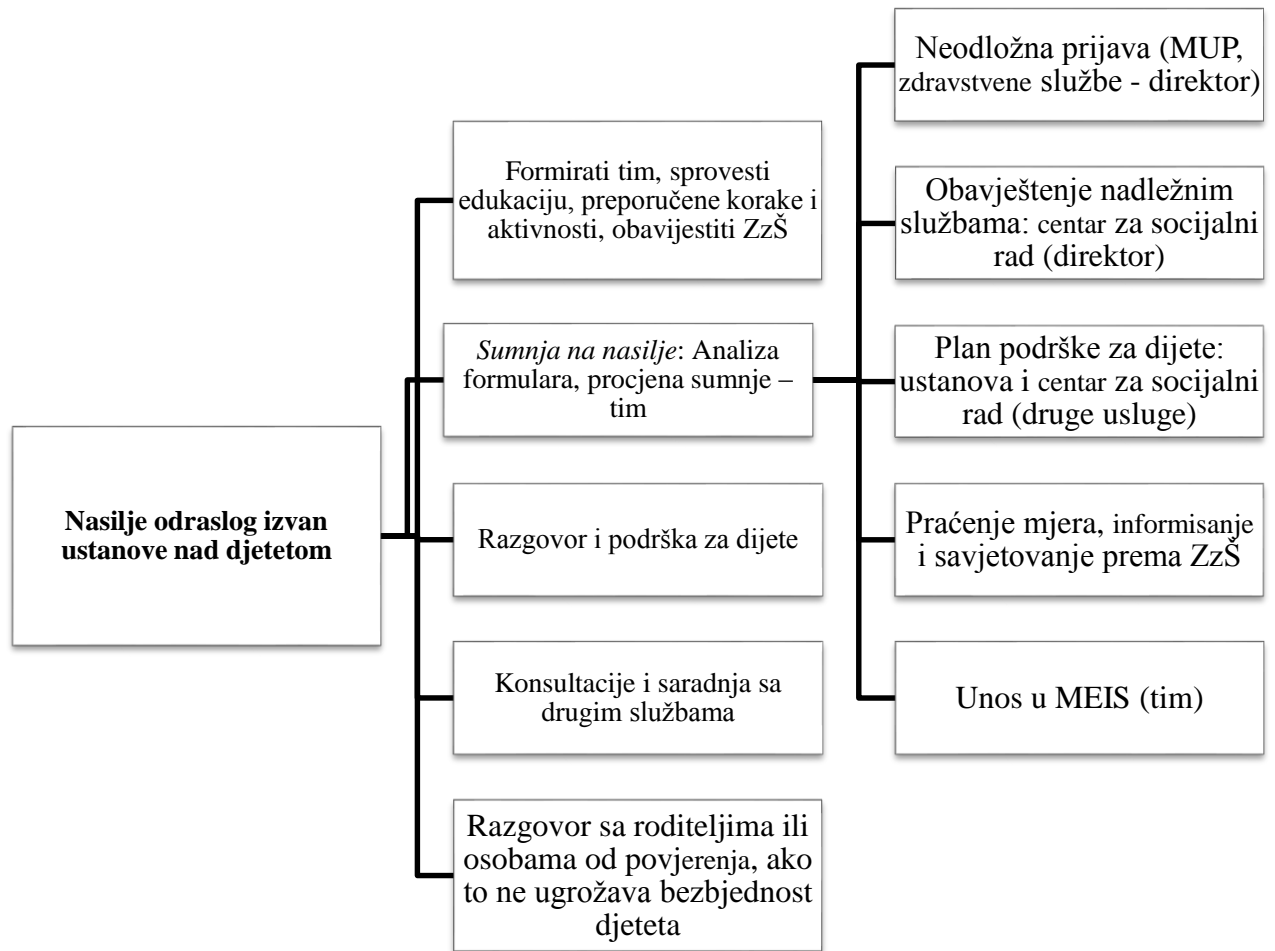 Nasilje odraslog izvan
ustanove nad djetetom
Formirati tim, sprovesti
edukaciju, preporučene korake i
aktivnosti, obavijestiti ZzŠ
Sumnja na nasilje: Analiza
formulara, procjena sumnje –
tim
Razgovor i podrška za dijete
Konsultacije i saradnja sa
drugim službama
Razgovor sa roditeljima ili
osobama od povjerenja, ako
to ne ugrožava bezbjednost
djeteta
Neodložna prijava (MUP,
zdravstvene službe - direktor)
Obavještenje nadležnim
službama: centar za socijalni
rad (direktor)
Plan podrške za dijete:
ustanova i centar za socijalni
rad (druge usluge)
Praćenje mjera, informisanje
i savjetovanje prema ZzŠ
Unos u MEIS (tim)